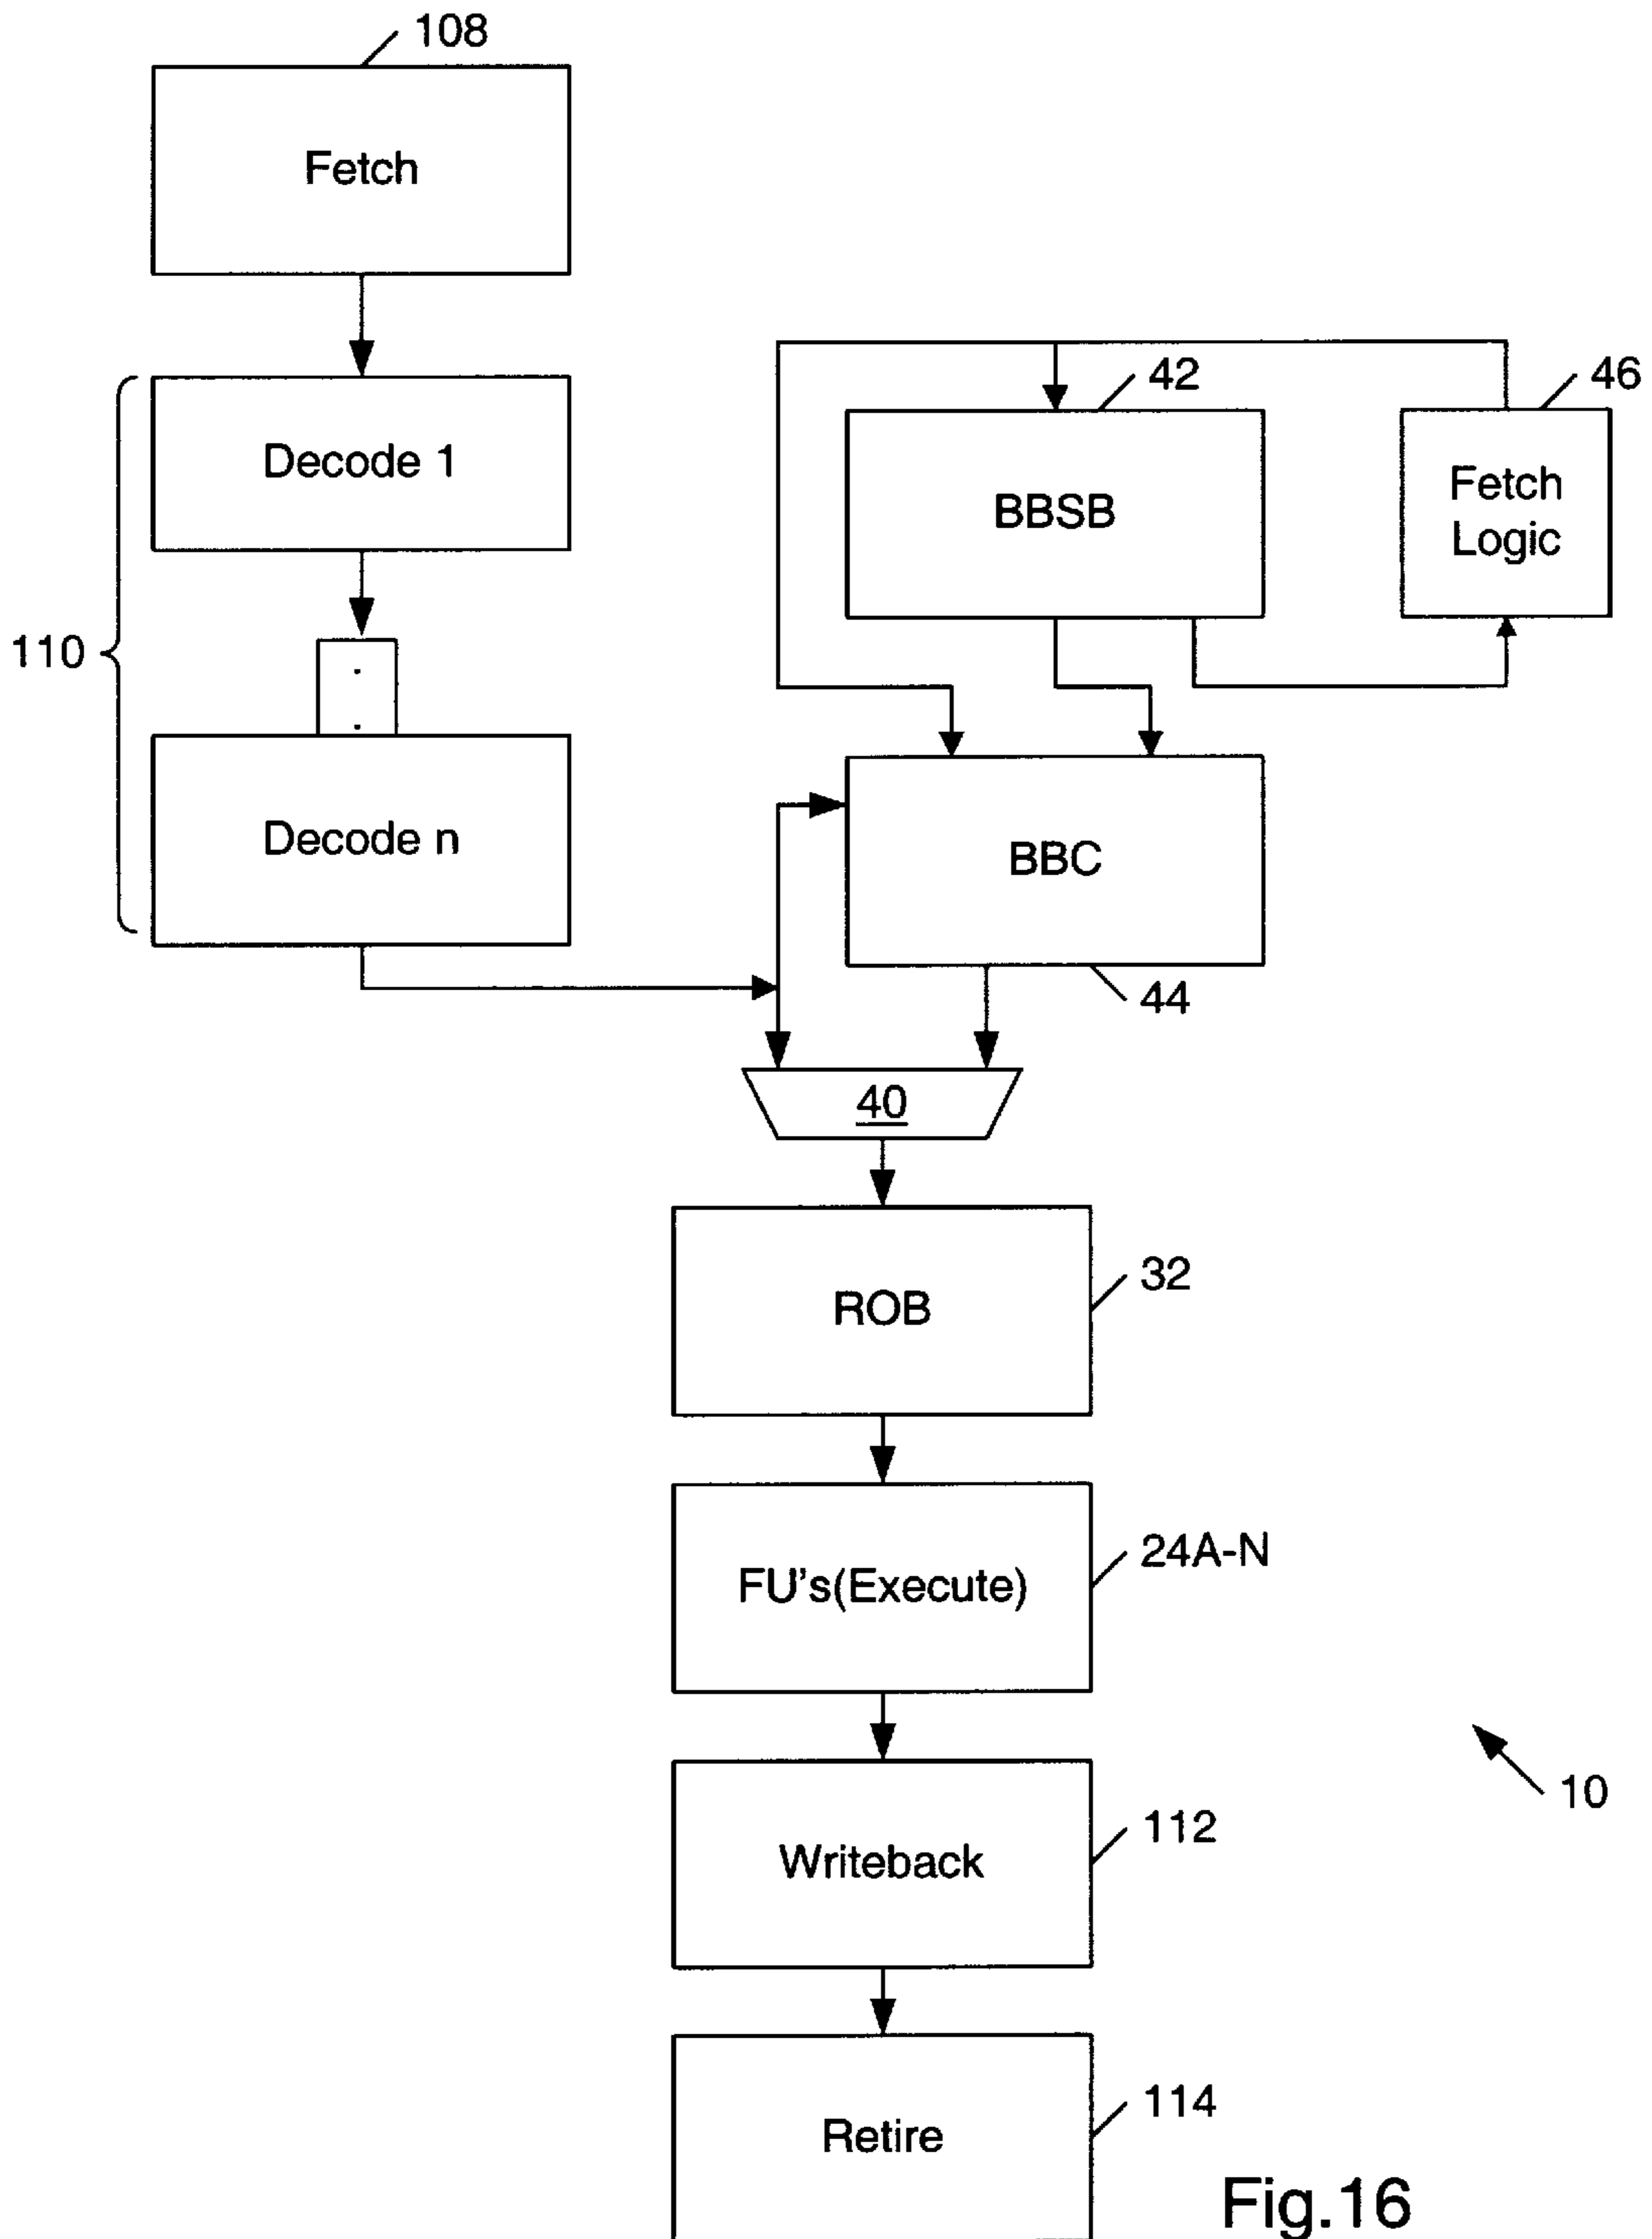 108
Fetch
Decode 1
110
Decode n
42
BBSB
46
Fetch
Logic
BBC
44
40
ROB
32
FU's(Execute)
24A-N
Writeback
112
10
Retire
114
Fig.16